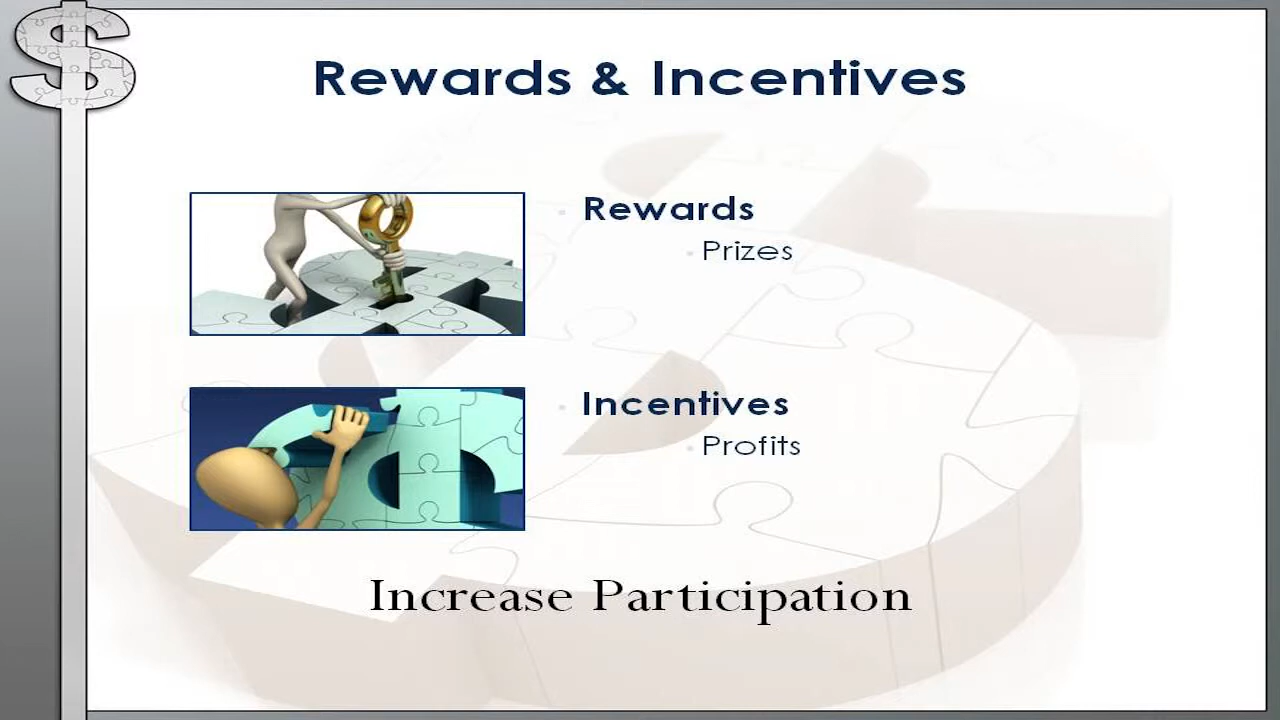 Rewards & Incentives
Rewards
Prizes
Incentives
Profits
Increase Participation